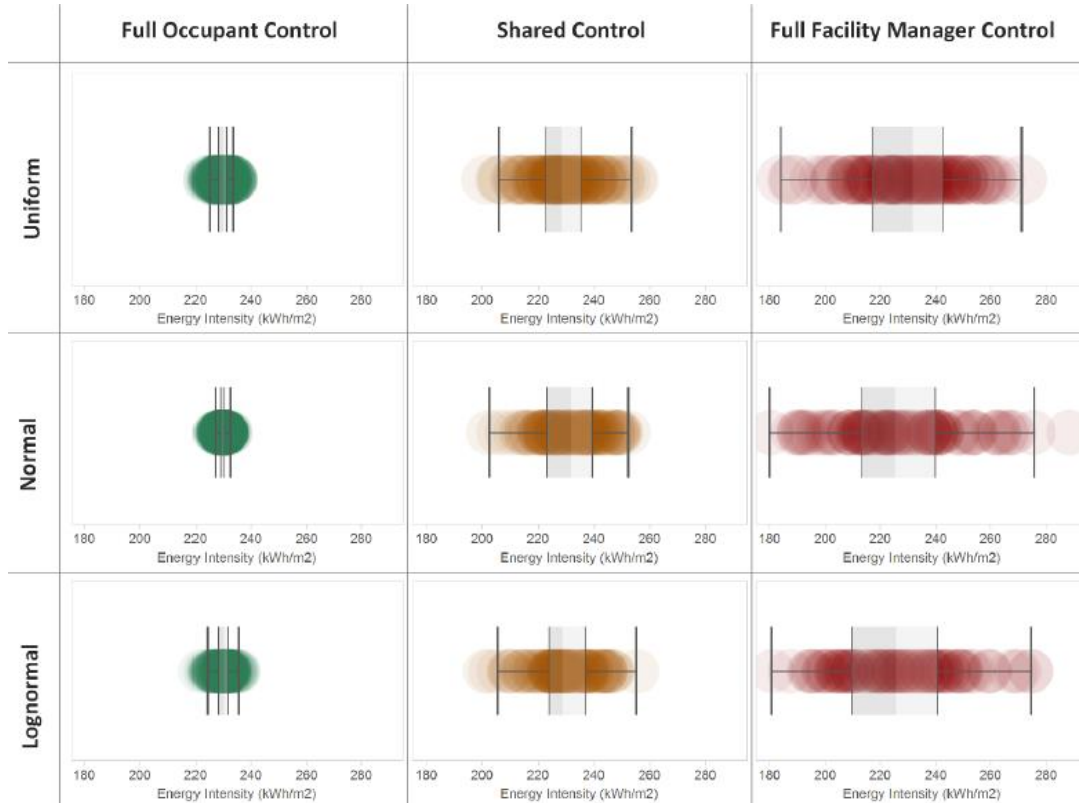 Full Occupant Control
Shared Control
Full Facility Manager Control
Uniform
180 200 220 240 260 280
Energy Intensity (kWh/m2)
180 200 220 240 260 280
Energy Intensity (kWh/m2)
180 200 220 240 260 280
Energy Intensity (kWh/m2)
Normal
180 200 220 240 260 280
Energy Intensity (kWh/m2)
180 200 220 240 260 280
Energy Intensity (kWh/m2)
180 200 220 240 260 280
Energy Intensity (kWh/m2)
Lognormal
180 200 220 240 260 280
Energy Intensity (kWh/m2)
180 200 220 240 260 280
Energy Intensity (kWh/m2)
180 200 220 240 260 280
Energy Intensity (kWh/m2)